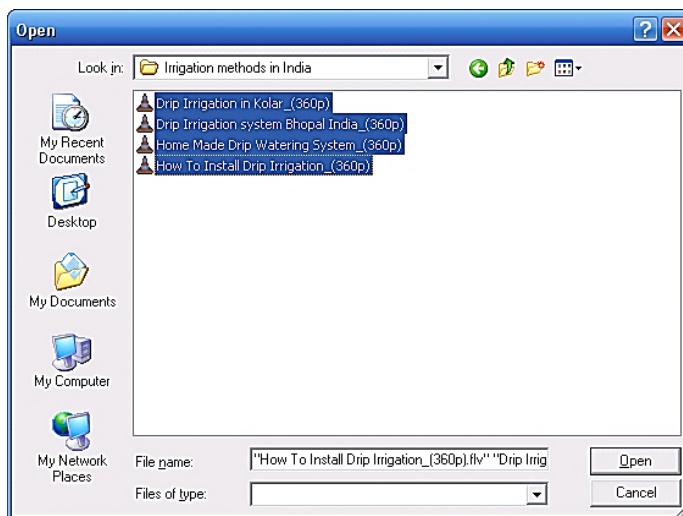 Open
Look in: Irrigation methods in India
Drip Irrigation in Kolar_(360p)
Drip Irrigation system Bhopal India_(360p)
Home Made Drip Watering System_(360p)
How To Install Drip Irrigation_(360p)
My Recent
Documents
Desktop
My Documents
My Computer
My Network
Places
File name: "How To Install Drip Irrigation_(360p).flv" "Drip Irrig
Open
Files of type:
Cancel